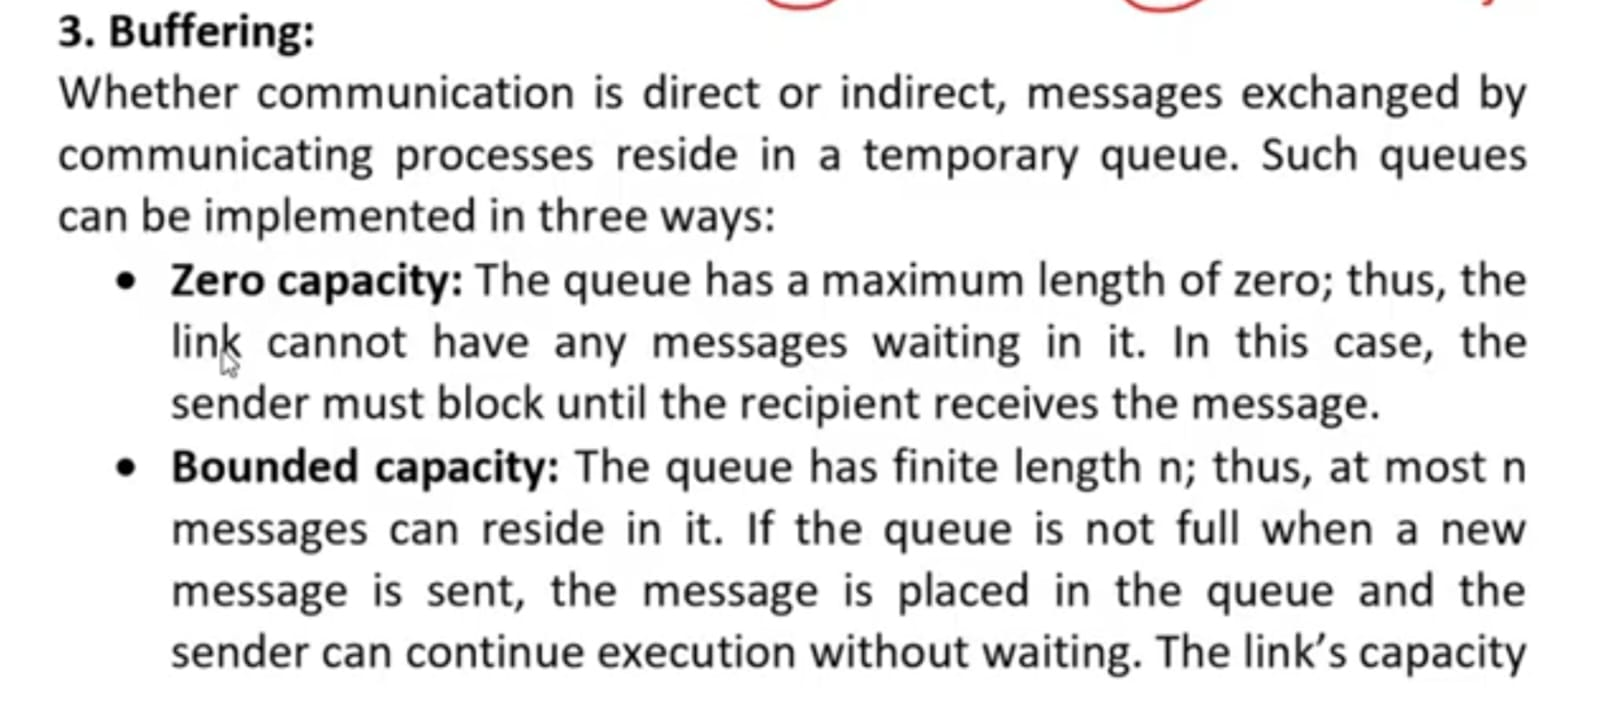 3. Buffering:
Whether communication is direct or indirect, messages exchanged by
communicating processes reside in a temporary queue. Such queues
can be implemented in three ways:
• Zero capacity: The queue has a maximum length of zero; thus, the
link cannot have any messages waiting in it. In this case, the
sender must block until the recipient receives the message.
• Bounded capacity: The queue has finite length n; thus, at most n
messages can reside in it. If the queue is not full when a new
message is sent, the message is placed in the queue and the
sender can continue execution without waiting. The link’s capacity